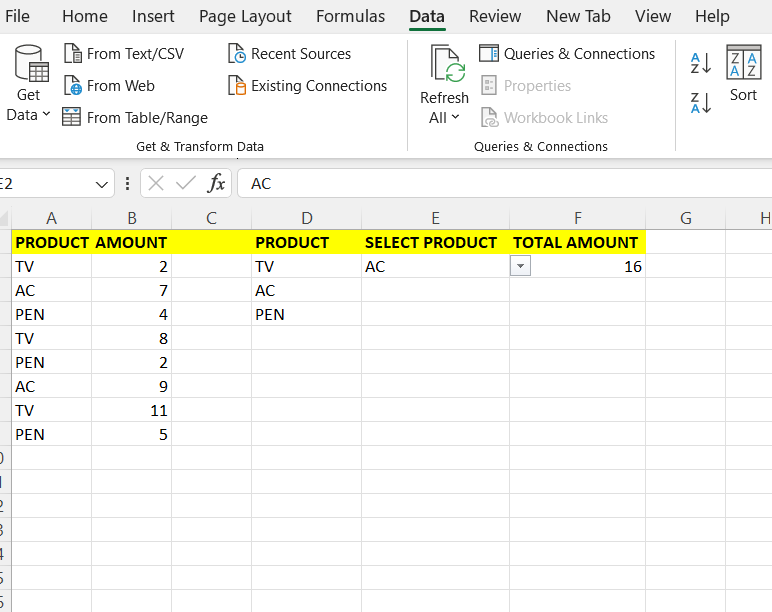 File Home Insert Page Layout Formulas Data Review New Tab View Help
From Text/CSV Recent Sources Queries & Connections
Get Data From Web Existing Connections Refresh All Properties Sort
From Table/Range Workbook Links
Get & Transform Data Queries & Connections
E2 fx AC
A B C D E F G H
PRODUCT AMOUNT PRODUCT SELECT PRODUCT TOTAL AMOUNT
TV 2 TV AC 16
AC 7 AC
PEN 4 PEN
TV 8
PEN 2
AC 9
TV 11
PEN 5